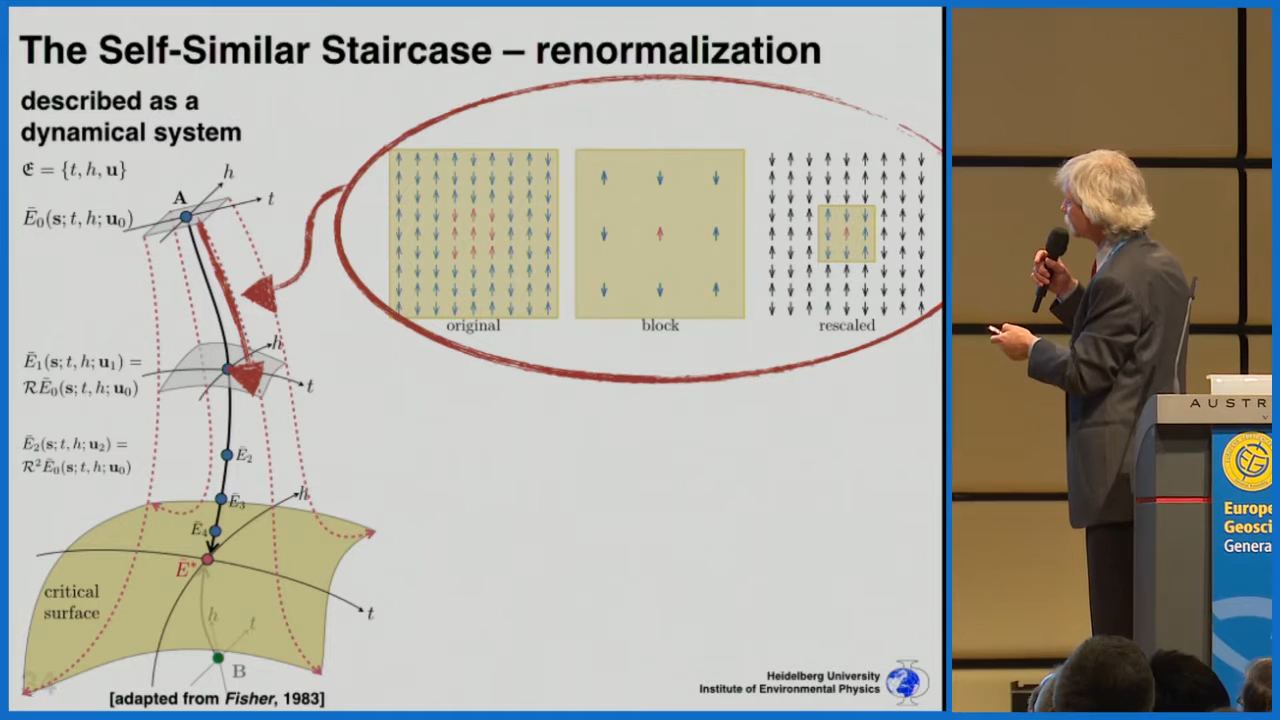 The Self-Similar Staircase – renormalization
described as a
dynamical system
𝔈 = {t, h, u}
h
A
t
Ē₀(s; t, h; u₀)
original
block
rescaled
h
Ē₁(s; t, h; u₁) =
t
ℛĒ₀(s; t, h; u₀)
Ē₂(s; t, h; u₂) =
Ē₂
ℛ²Ē₀(s; t, h; u₀)
h
Ē₃
Ē₄
Ē*
critical
surface
t
h
t
B
[adapted from Fisher, 1983]
Heidelberg University
Institute of Environmental Physics
AUSTR
Europe
Geosci
Genera